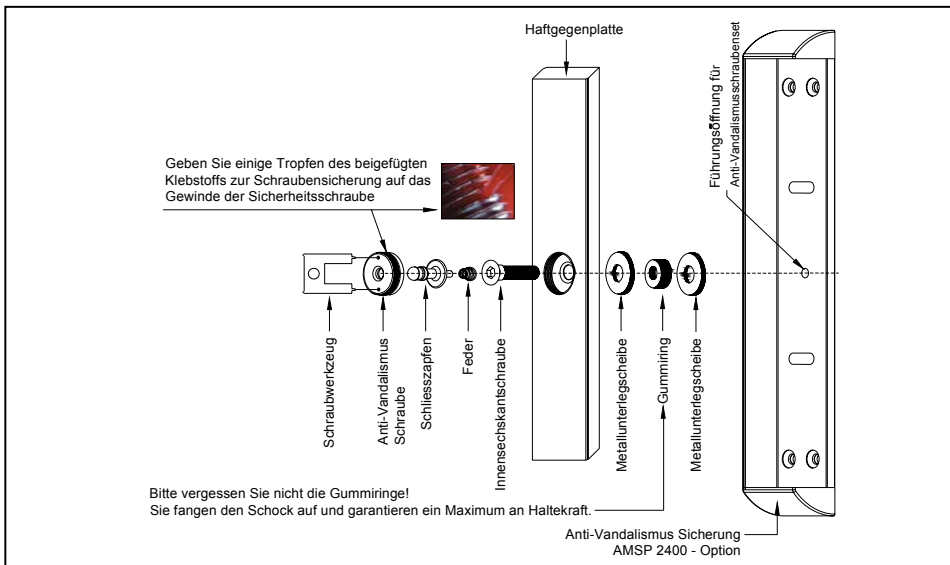 Haftgegenplatte
Führungsöffnung für
Anti-Vandalismusschraubenset
Geben Sie einige Tropfen des beigefügten
Klebstoffs zur Schraubensicherung auf das
Gewinde der Sicherheitsschraube
Schraubwerkzeug
Anti-Vandalismus
Schraube
Schliesszapfen
Feder
Innensechskantschraube
Metallunterlegscheibe
Gummiring
Metallunterlegscheibe
Bitte vergessen Sie nicht die Gummiringe!
Sie fangen den Schock auf und garantieren ein Maximum an Haltekraft.
Anti-Vandalismus Sicherung
AMSP 2400 - Option